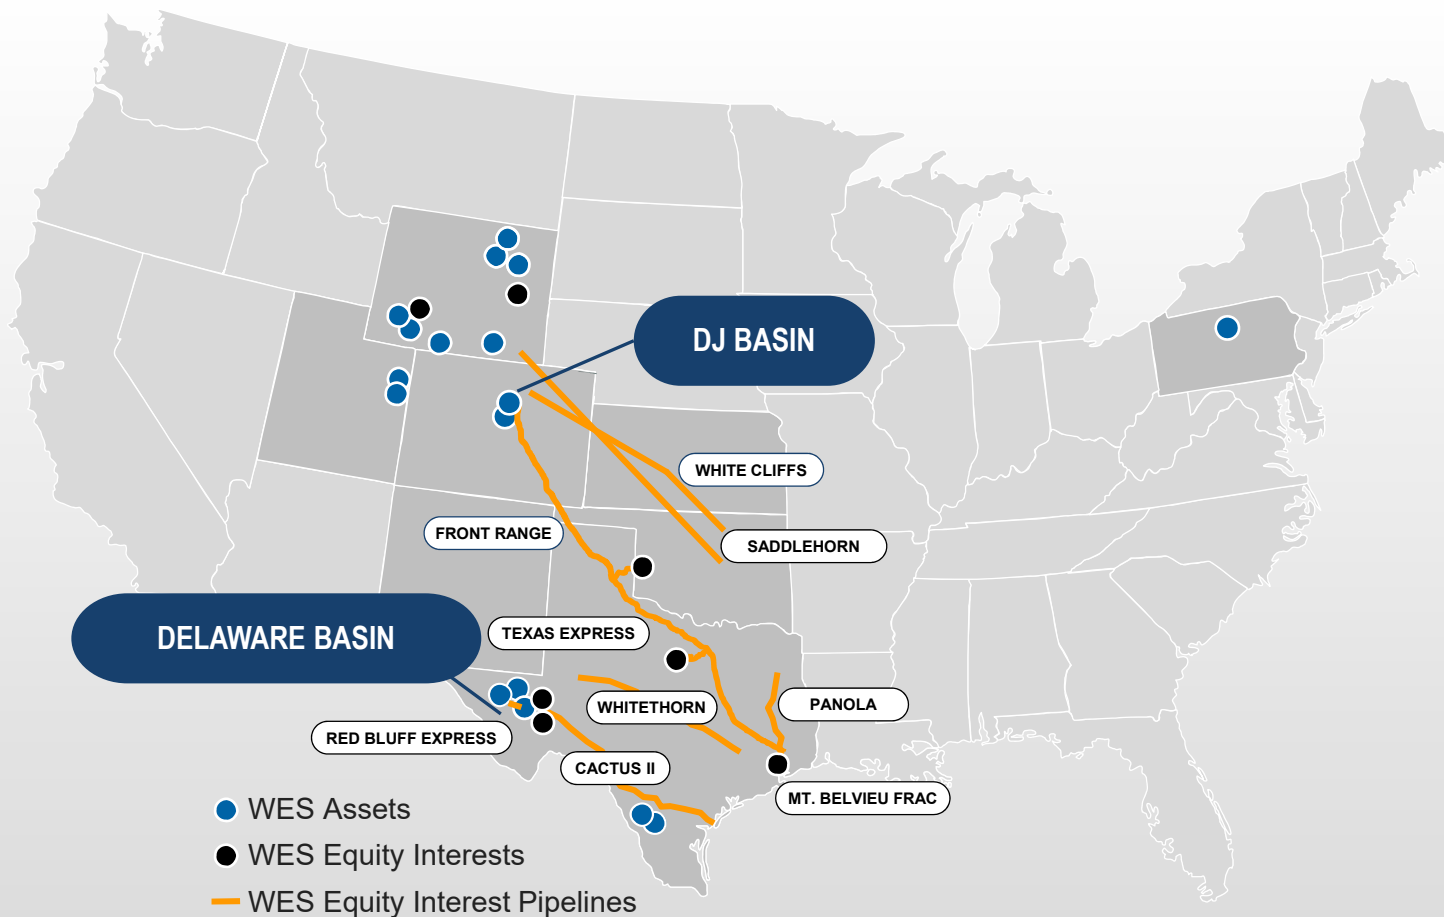 DJ BASIN
WHITE CLIFFS
FRONT RANGE
SADDLEHORN
DELAWARE BASIN
TEXAS EXPRESS
WHITETHORN
PANOLA
RED BLUFF EXPRESS
CACTUS II
MT. BELVIEU FRAC
WES Assets
WES Equity Interests
WES Equity Interest Pipelines